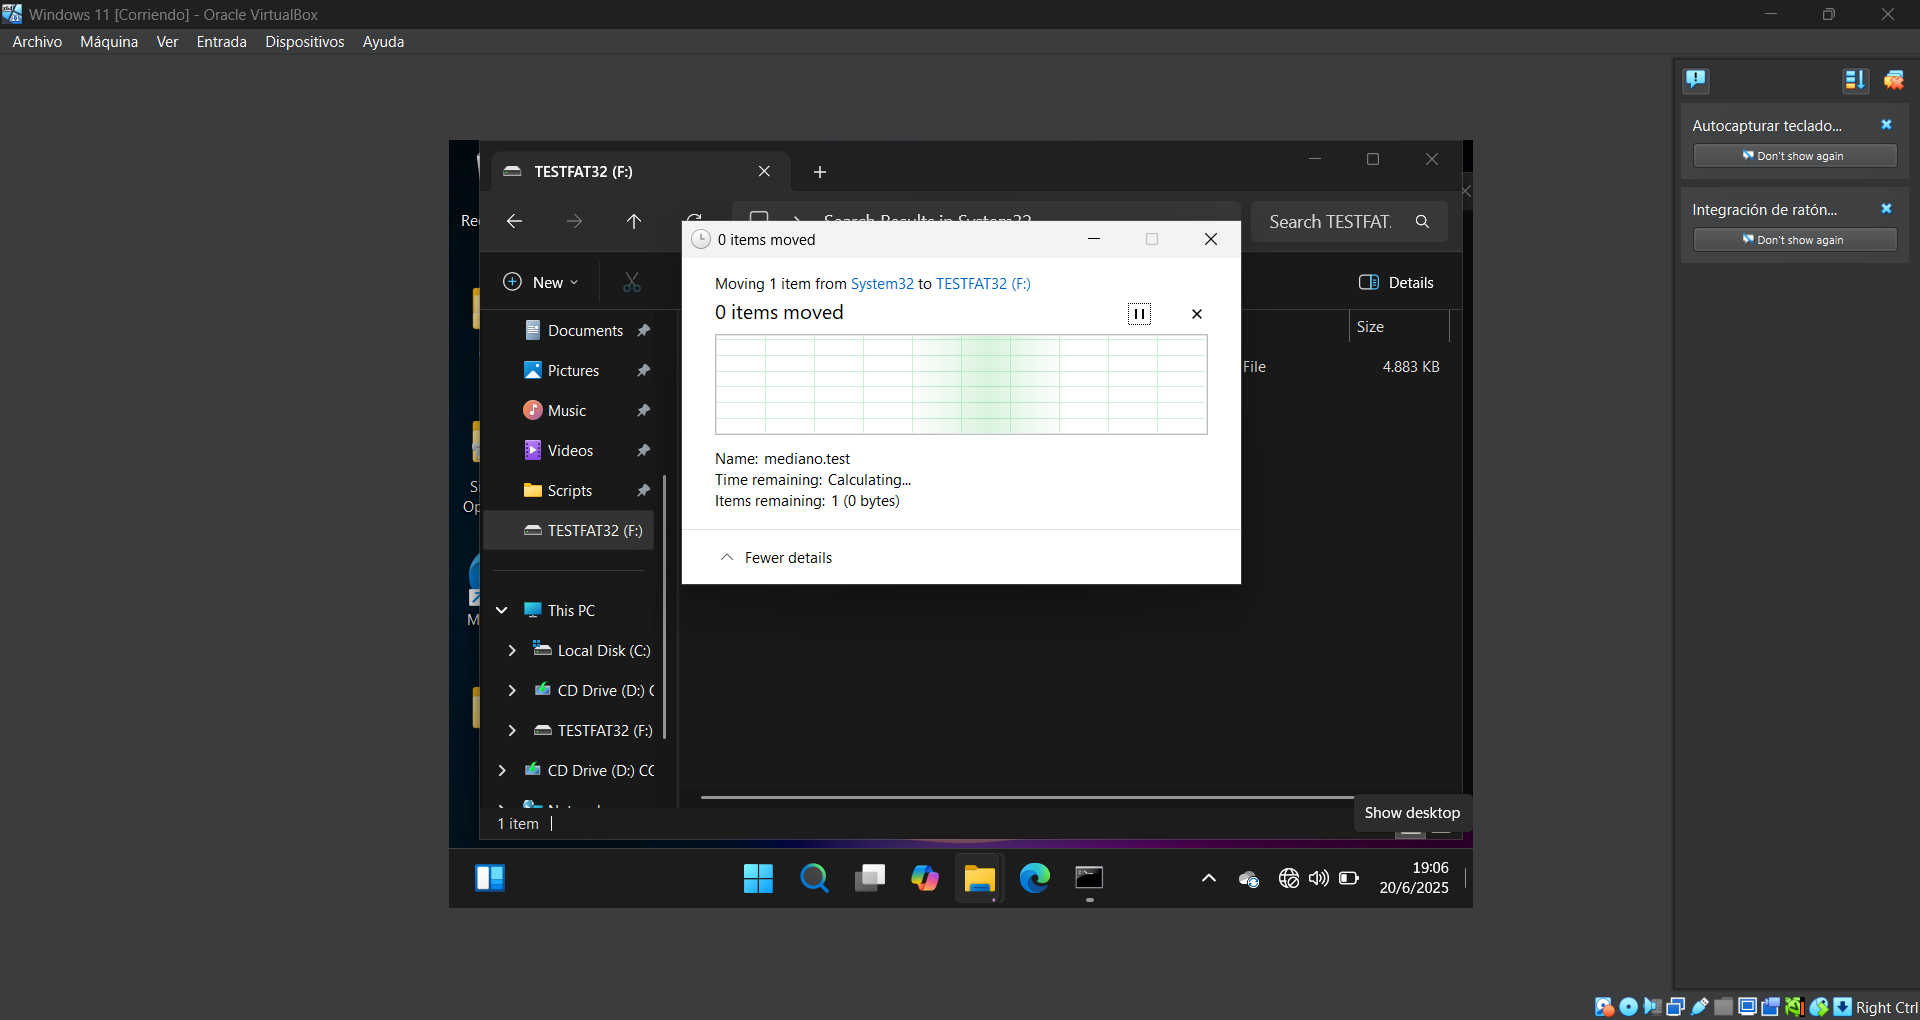 Windows 11 [Corriendo] - Oracle VirtualBox
Archivo Máquina Ver Entrada Dispositivos Ayuda
Autocapturar teclado...
Don't show again
Integración de ratón...
Don't show again
TESTFAT32 (F:)
Search Results in System32
Search TESTFAT
New
Details
0 items moved
Moving 1 item from System32 to TESTFAT32 (F:)
0 items moved
Name: mediano.test
Time remaining: Calculating...
Items remaining: 1 (0 bytes)
Fewer details
Size
File 4.883 KB
Documents
Pictures
Music
Videos
Scripts
TESTFAT32 (F:)
This PC
Local Disk (C:)
CD Drive (D:)
TESTFAT32 (F:)
CD Drive (D:)
1 item
Show desktop
19:06
20/6/2025
Right Ctrl